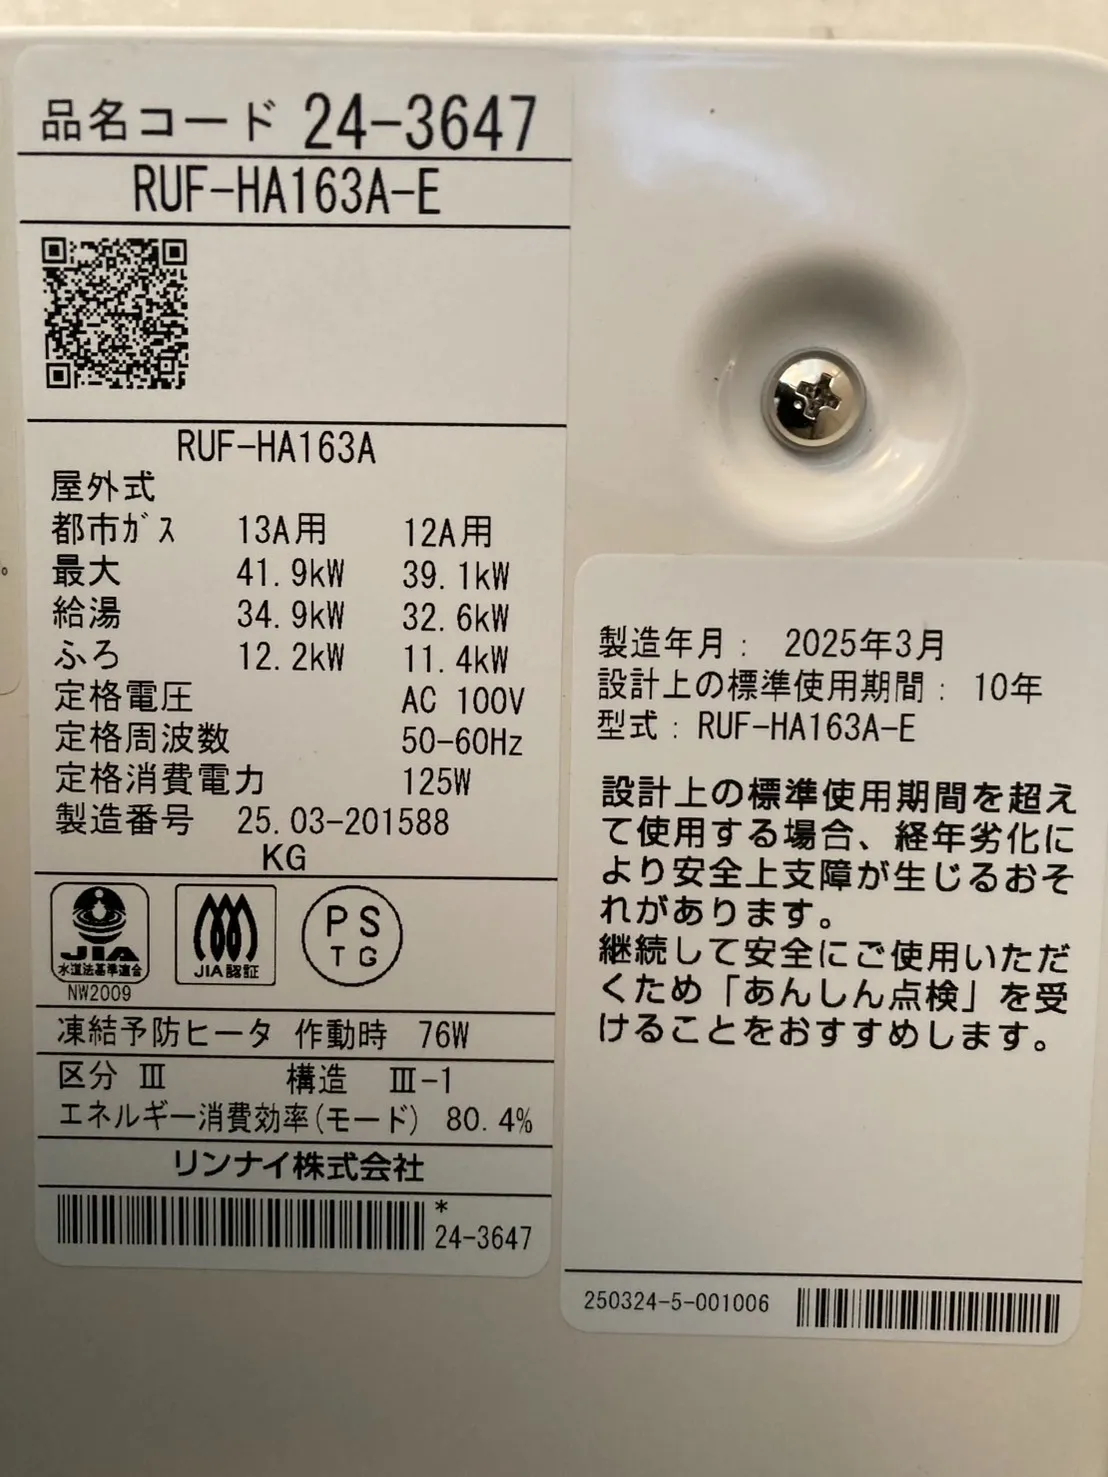 品名コード 24-3647
RUF-HA163A-E
RUF-HA163A
屋外式
都市ガス 13A用 12A用
最大 41.9kW 39.1kW
給湯 34.9kW 32.6kW
ふろ 12.2kW 11.4kW
定格電圧 AC 100V
定格周波数 50-60Hz
定格消費電力 125W
製造番号 25.03-201588
KG
JIA
水道法基準適合
NW2009
JIA認証
PS
TG
凍結予防ヒータ 作動時 76W
区分 Ⅲ 構造 Ⅲ-1
エネルギー消費効率(モード) 80.4%
リンナイ株式会社
*
24-3647
。
製造年月: 2025年3月
設計上の標準使用期間: 10年
型式: RUF-HA163A-E
設計上の標準使用期間を超え
て使用する場合、経年劣化に
より安全上支障が生じるおそ
れがあります。
継続して安全にご使用いただ
くため「あんしん点検」を受
けることをおすすめします。
250324-5-001006